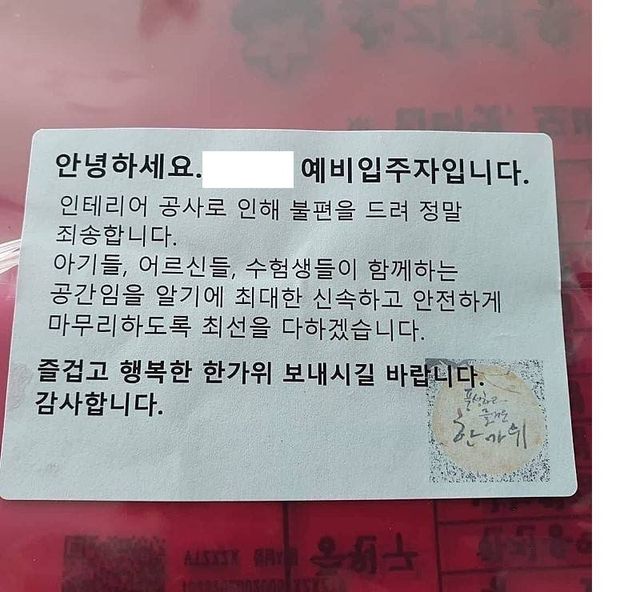 안녕하세요. 예비입주자입니다.
인테리어 공사로 인해 불편을 드려 정말
죄송합니다.
아기들, 어르신들, 수험생들이 함께하는
공간임을 알기에 최대한 신속하고 안전하게
마무리하도록 최선을 다하겠습니다.
즐겁고 행복한 한가위 보내시길 바랍니다.
감사합니다.
한가위